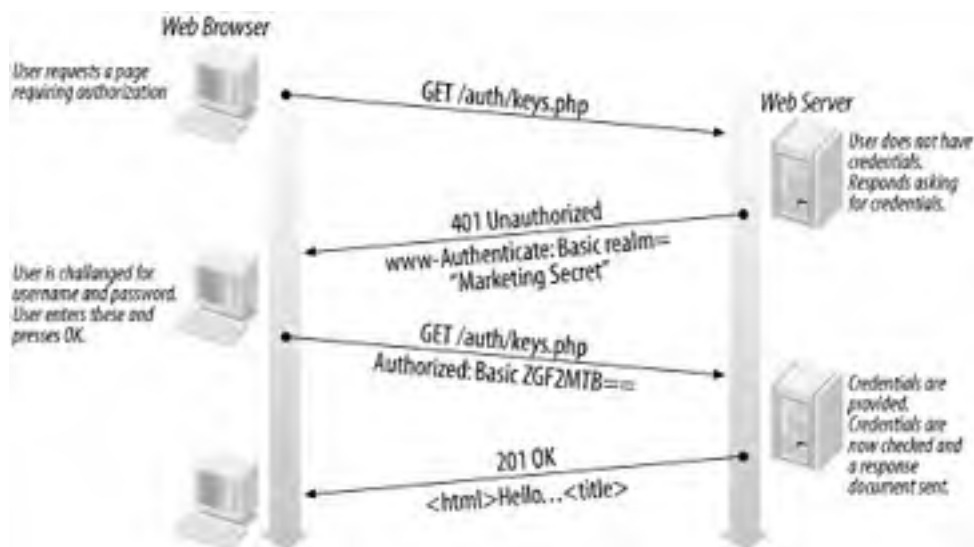 Web Browser
User requests a page
requiring authorization
GET /auth/keys.php
Web Server
User does not have
credentials.
Responds asking
for credentials.
401 Unauthorized
www-Authenticate: Basic realm=
"Marketing Secret"
User is challanged for
username and password.
User enters these and
presses OK.
GET /auth/keys.php
Authorized: Basic ZGF2MTB==
Credentials are
provided.
Credentials are
now checked and
a response
document sent.
201 OK
<html>Hello...<title>